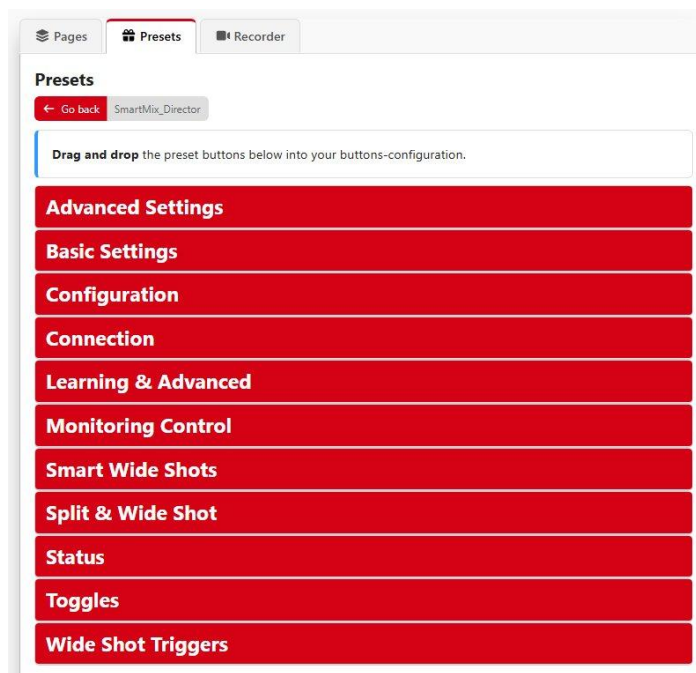 Pages Presets Recorder
Presets
Go back SmartMix_Director
Drag and drop the preset buttons below into your buttons-configuration.
Advanced Settings
Basic Settings
Configuration
Connection
Learning & Advanced
Monitoring Control
Smart Wide Shots
Split & Wide Shot
Status
Toggles
Wide Shot Triggers